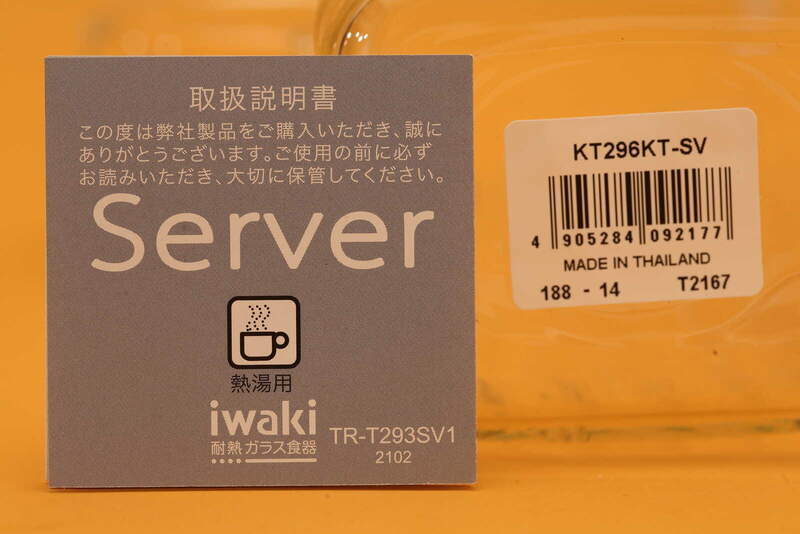 取扱説明書
この度は弊社製品をご購入いただき、誠に
ありがとうございます。ご使用の前に必ず
お読みいただき、大切に保管してください。
Server
熱湯用
iwaki
耐熱ガラス食器
TR-T293SV1
2102
KT296KT-SV
4 905284 092177
MADE IN THAILAND
188 - 14 T2167